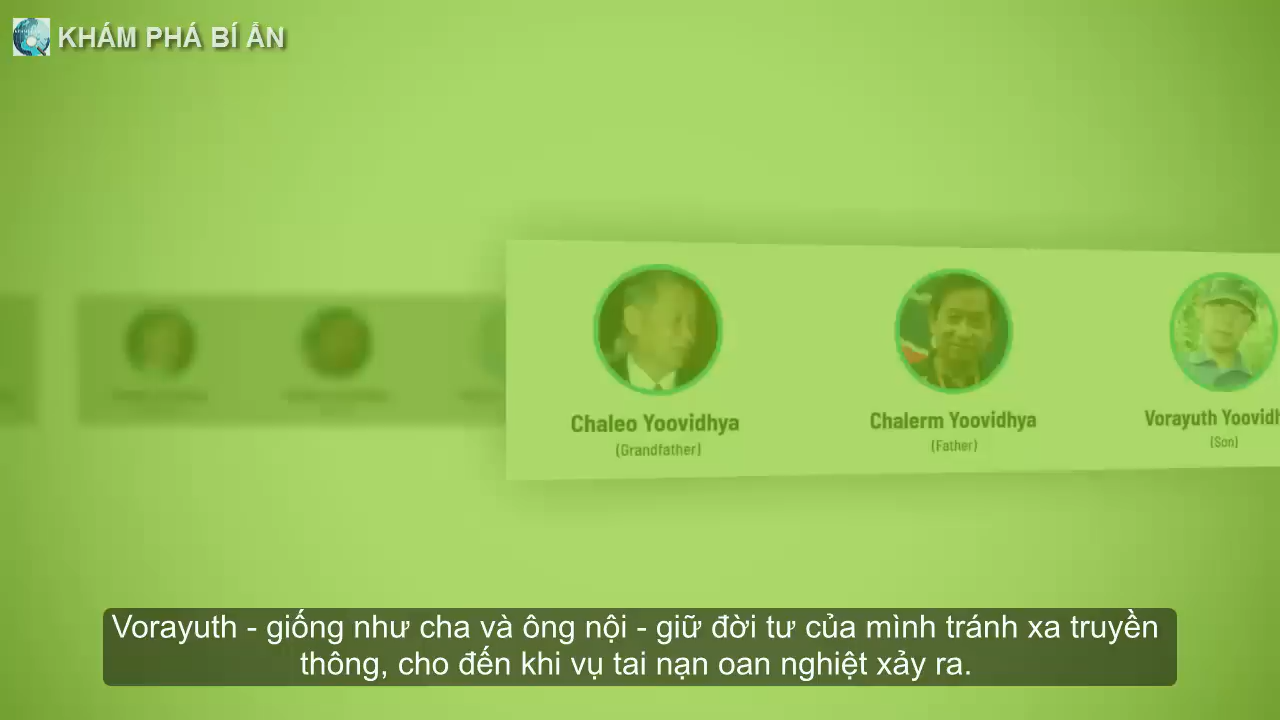 KHÁM PHÁ BÍ ẨN
Chaleo Yoovidhya
(Grandfather)
Chalerm Yoovidhya
(Father)
Vorayuth Yoovidh
(Son)
Vorayuth - giống như cha và ông nội - giữ đời tư của mình tránh xa truyền
thông, cho đến khi vụ tai nạn oan nghiệt xảy ra.